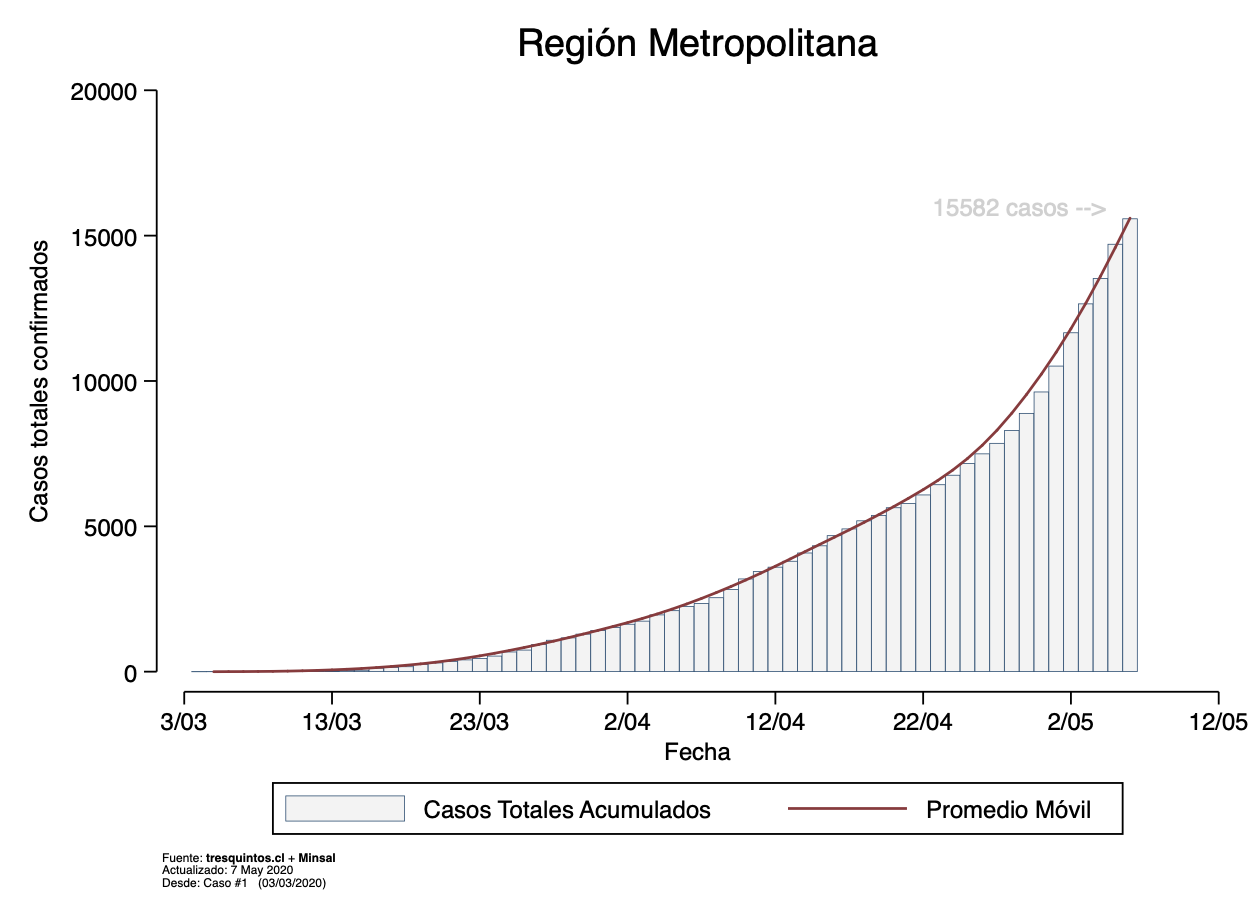 Región Metropolitana
20000
15000
10000
5000
0
Casos totales confirmados
15582 casos -->
3/03 13/03 23/03 2/04 12/04 22/04 2/05 12/05
Fecha
Casos Totales Acumulados Promedio Móvil
Fuente: tresquintos.cl + Minsal
Actualizado: 7 May 2020
Desde: Caso #1 (03/03/2020)